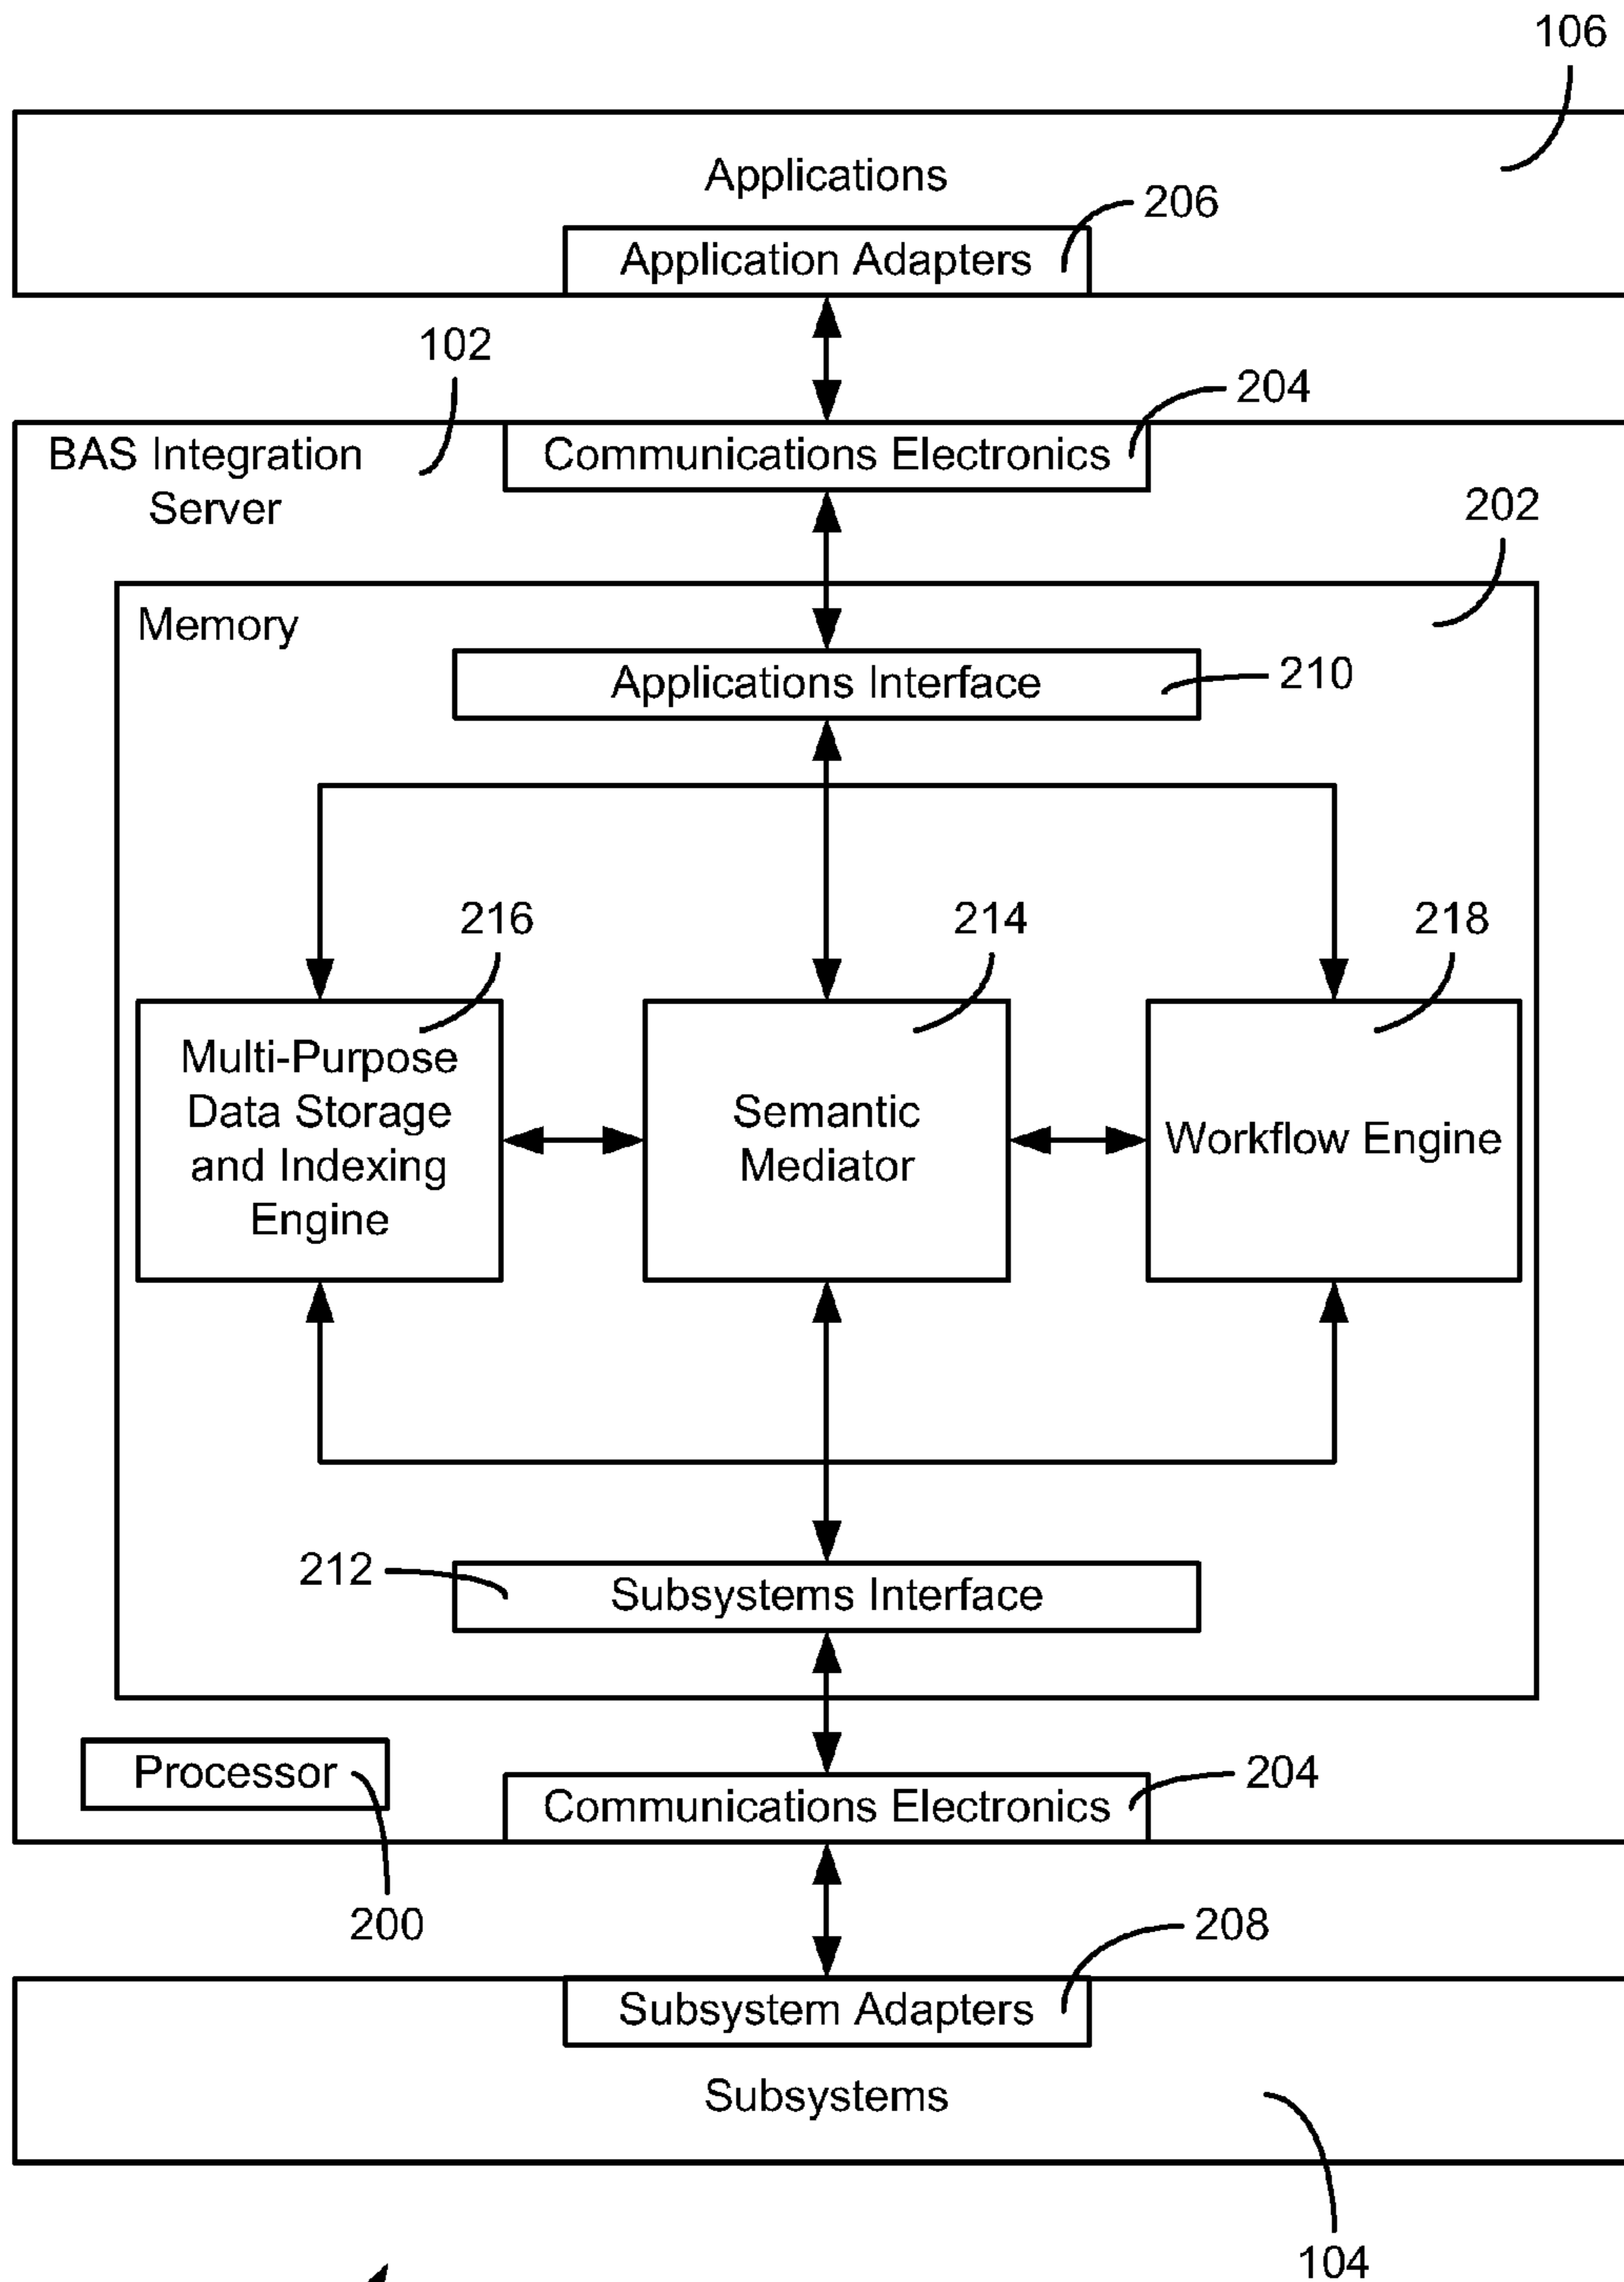 106
Applications
206
Application Adapters
102
204
BAS Integration
Server
Communications Electronics
202
Memory
Applications Interface
210
216
214
218
Multi-Purpose
Data Storage
and Indexing
Engine
Semantic
Mediator
Workflow Engine
212
Subsystems Interface
Processor
204
Communications Electronics
200
208
Subsystem Adapters
Subsystems
104